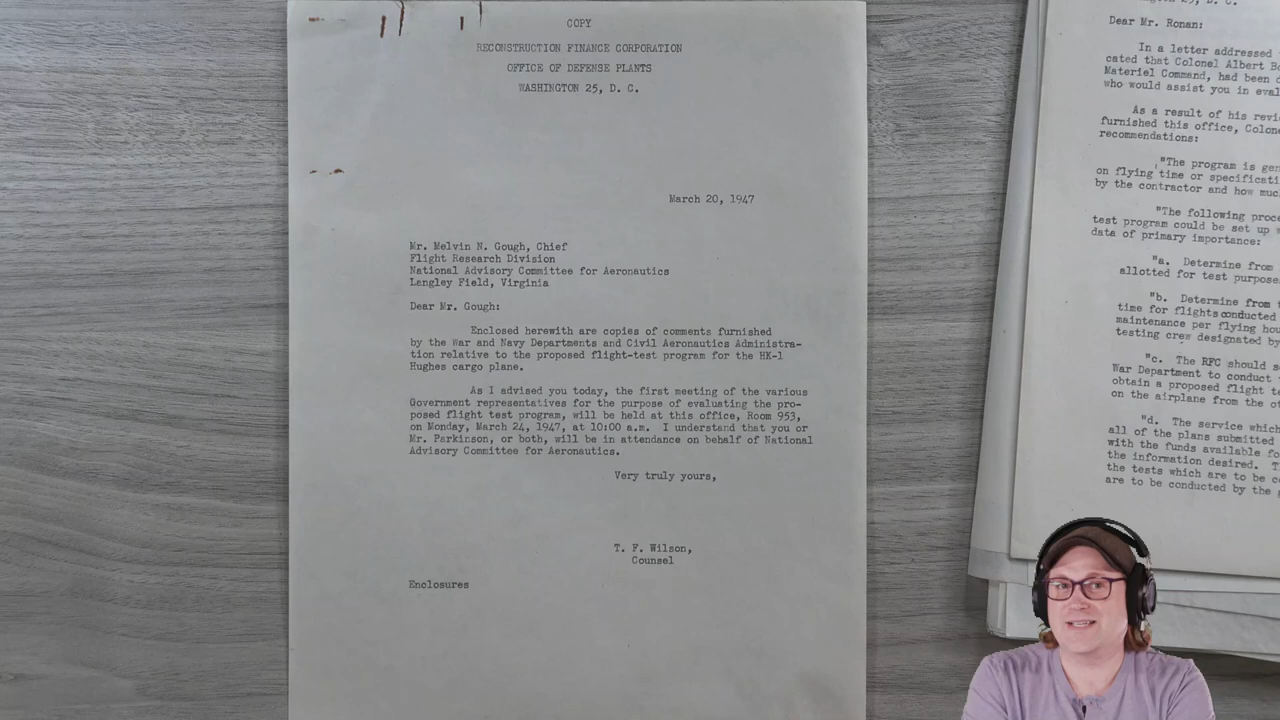 COPY
RECONSTRUCTION FINANCE CORPORATION
OFFICE OF DEFENSE PLANTS
WASHINGTON 25, D. C.
March 20, 1947
Mr. Melvin N. Gough, Chief
Flight Research Division
National Advisory Committee for Aeronautics
Langley Field, Virginia
Dear Mr. Gough:
Enclosed herewith are copies of comments furnished
by the War and Navy Departments and Civil Aeronautics Administra-
tion relative to the proposed flight-test program for the HK-1
Hughes cargo plane.
As I advised you today, the first meeting of the various
Government representatives for the purpose of evaluating the pro-
posed flight test program, will be held at this office, Room 953,
on Monday, March 24, 1947, at 10:00 a.m. I understand that you or
Mr. Parkinson, or both, will be in attendance on behalf of National
Advisory Committee for Aeronautics.
Very truly yours,
T. F. Wilson,
Counsel
Enclosures
25, D. C.
Dear Mr. Ronan:
In a letter addressed
cated that Colonel Albert
Materiel Command, had been
who would assist you in
As a result of his
furnished this office,
recommendations:
"The program is
on flying time or
by the contractor and how
"The following
test program could be set up
data of primary importance:
"a. Determine from
allotted for test
"b. Determine from
time for flights conducted
maintenance per flying
testing crew designated by
"c. The RFC should
War Department to conduct
obtain a proposed flight
on the airplane from the
"d. The service which
all of the plans submitted
with the funds available
the information desired.
the tests which are to be
are to be conducted by the